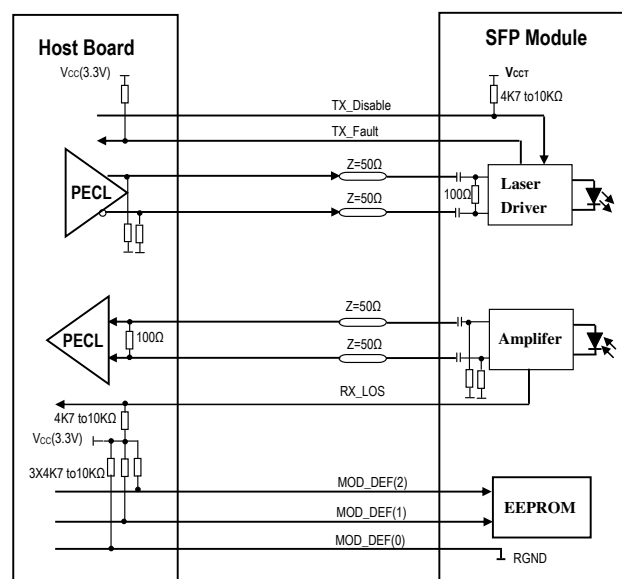 Host Board
SFP Module
Vcc(3.3V)
VCCT
4K7 to10KΩ
TX_Disable
TX_Fault
PECL
Z=50Ω
Z=50Ω
100Ω
Laser
Driver
PECL
100Ω
Z=50Ω
Z=50Ω
Amplifer
RX_LOS
4K7 to10KΩ
Vcc(3.3V)
3X4K7 to10KΩ
MOD_DEF(2)
MOD_DEF(1)
EEPROM
MOD_DEF(0)
RGND